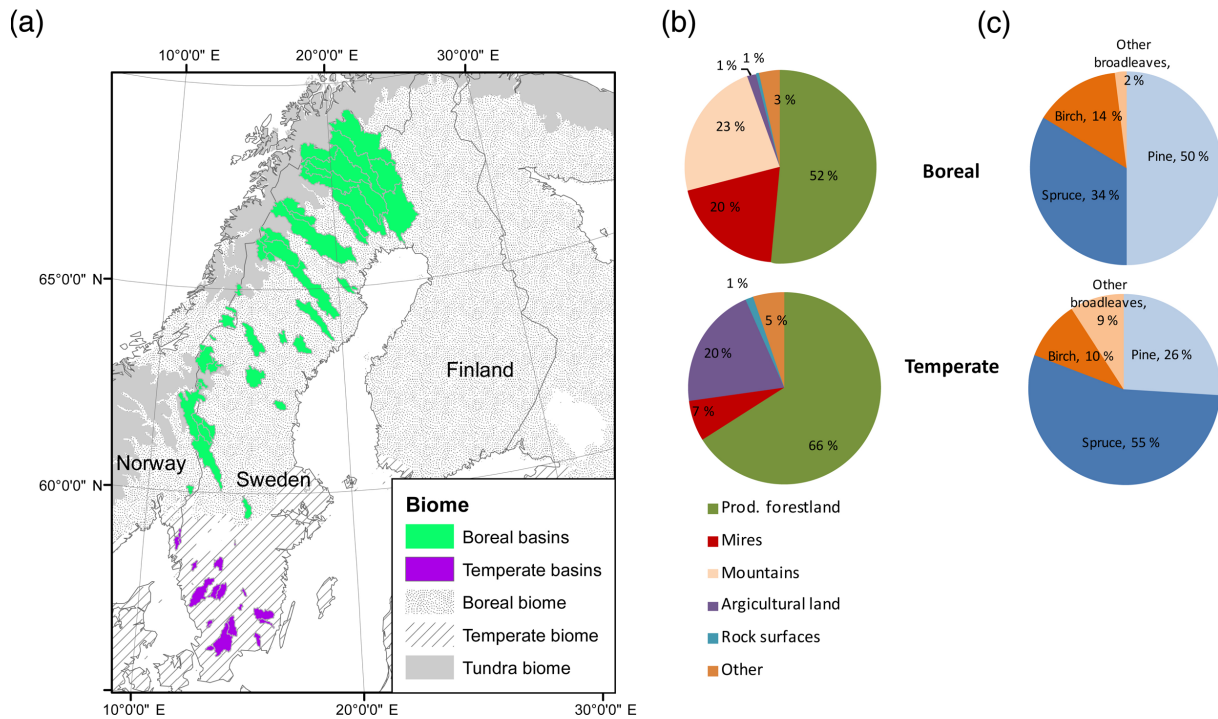 (a)
10°0'0" E
20°0'0" E
30°0'0" E
65°0'0" N
60°0'0" N
Norway
Sweden
Finland
Biome
Boreal basins
Temperate basins
Boreal biome
Temperate biome
Tundra biome
10°0'0" E
20°0'0" E
30°0'0" E
(b)
1 %
1 %
3 %
23 %
52 %
20 %
Boreal
1 %
5 %
20 %
7 %
66 %
Temperate
Prod. forestland
Mires
Mountains
Argicultural land
Rock surfaces
Other
(c)
Other
broadleaves,
2 %
Birch, 14 %
Pine, 50 %
Spruce, 34 %
Other
broadleaves,
9 %
Birch, 10 %
Pine, 26 %
Spruce, 55 %